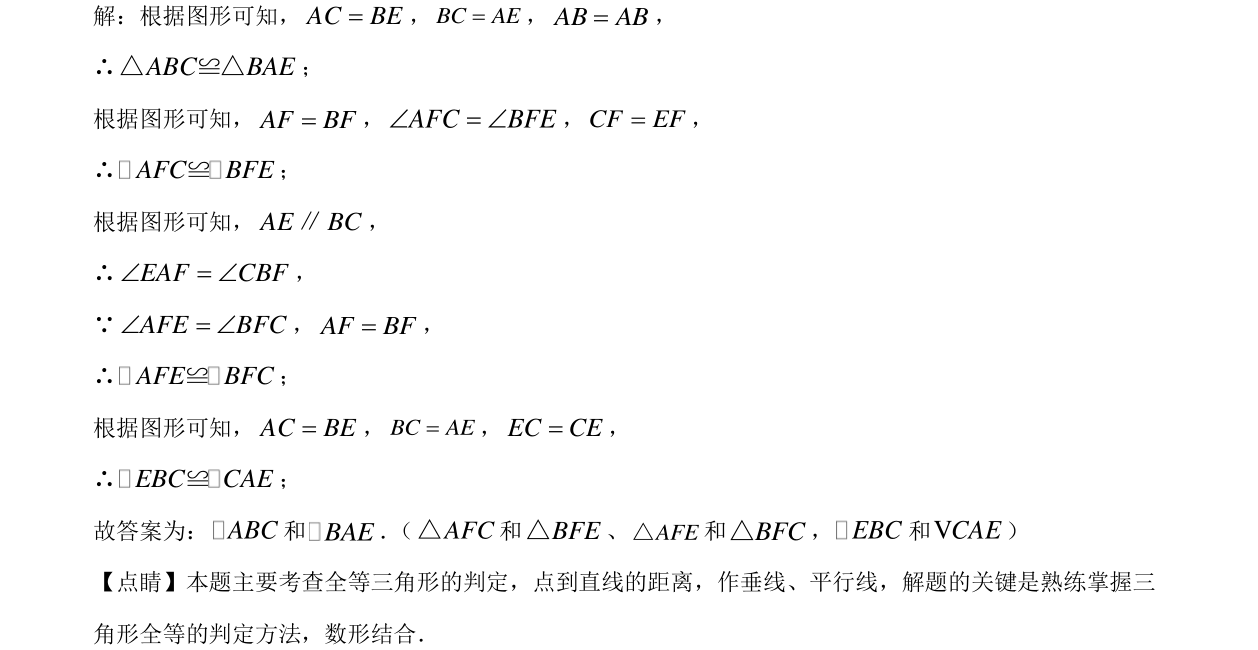 解：根据图形可知， AC = BE ， BC = AE ， AB = AB ，
∴△ABC≌△BAE ；
根据图形可知， AF = BF ， ∠AFC = ∠BFE ， CF = EF ，
∴□ AFC≌□ BFE ；
根据图形可知， AE ∥ BC ，
∴∠EAF = ∠CBF ，
∵∠AFE = ∠BFC ， AF = BF ，
∴□ AFE≌□ BFC ；
根据图形可知， AC = BE ， BC = AE ， EC = CE ，
∴□ EBC≌□ CAE ；
故答案为：□ABC 和□BAE ．（ △AFC 和△BFE 、 △AFE 和△BFC ，□ EBC 和VCAE ）
【点睛】本题主要考查全等三角形的判定，点到直线的距离，作垂线、平行线，解题的关键是熟练掌握三
角形全等的判定方法，数形结合．